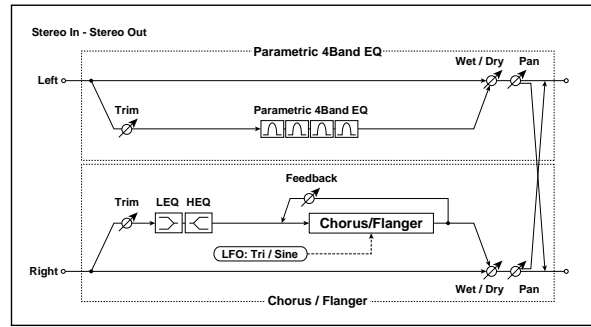 Stereo In - Stereo Out
Parametric 4Band EQ
Wet / Dry Pan
Left
Trim
Parametric 4Band EQ
Feedback
Trim LEQ HEQ
Chorus/Flanger
LFO: Tri / Sine
Right
Wet / Dry Pan
Chorus / Flanger